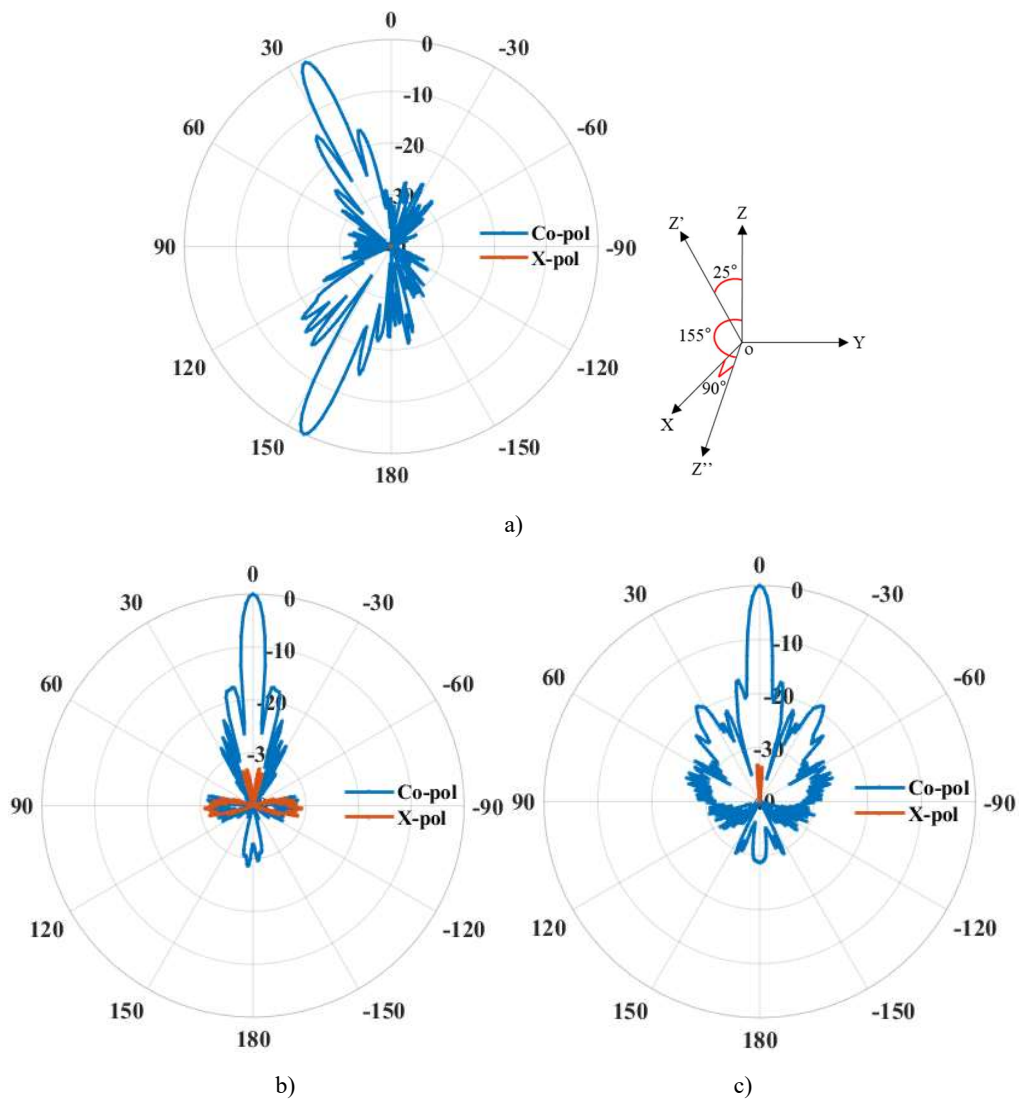 0
30 0 -30
-10
60 -20 -60
Z' Z
90 Co-pol -90
X-pol
25°
155° Y
o
90°
X
Z''
120 -120
150 -150
180
a)
0 0
30 0 -30 30 0 -30
-10 -10
60 -20 -60 60 -20 -60
-3 -30
90 Co-pol -90 90 Co-pol -90
X-pol X-pol
120 -120 120 -120
150 -150 150 -150
180 180
b) c)